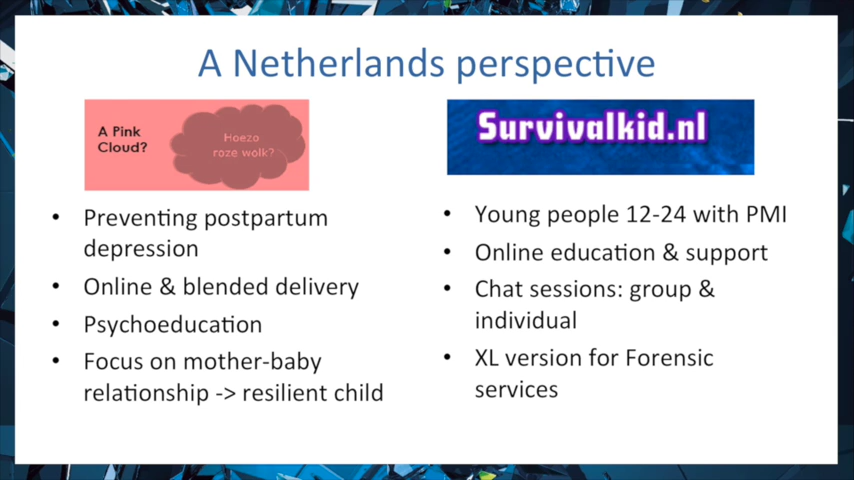 A Netherlands perspective
A Pink
Cloud?
Hoezo
roze wolk?
• Preventing postpartum
depression
• Online & blended delivery
• Psychoeducation
• Focus on mother-baby
relationship -> resilient child
Survivalkid.nl
• Young people 12-24 with PMI
• Online education & support
• Chat sessions: group &
individual
• XL version for Forensic
services